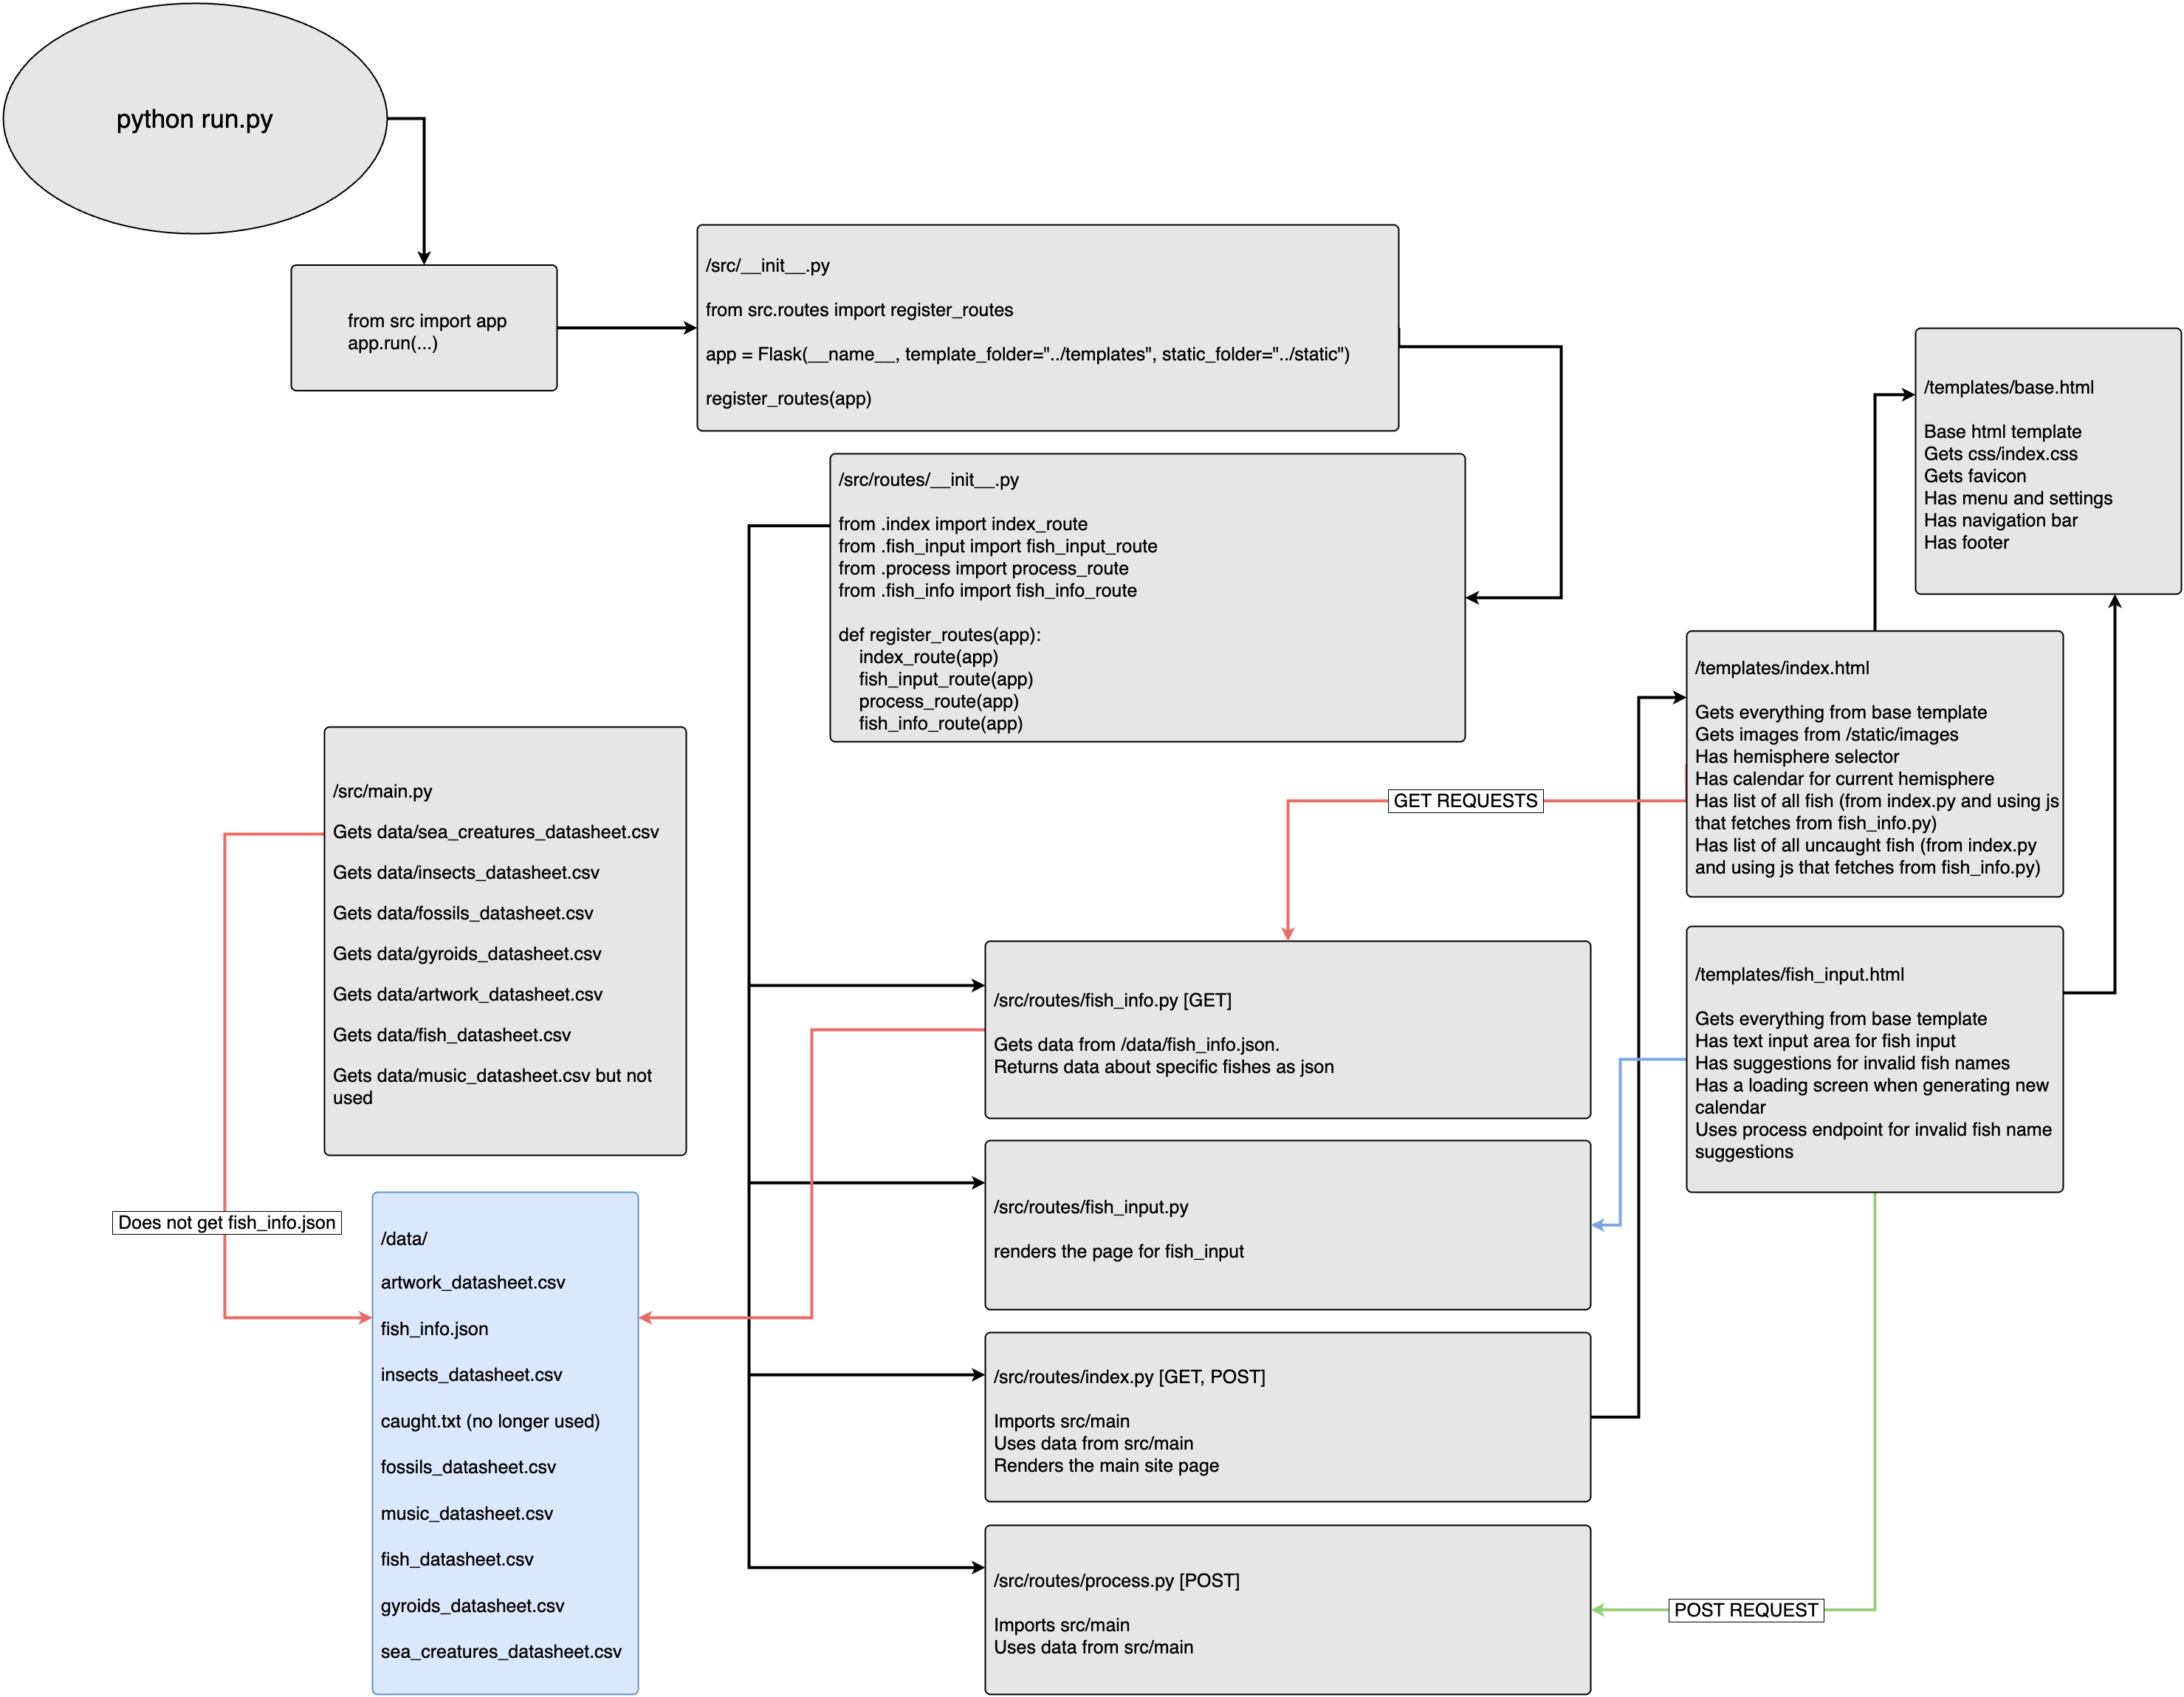 python run.py
from src import app
app.run(...)
/src/__init__.py
from src.routes import register_routes
app = Flask(__name__, template_folder="../templates", static_folder="../static")
register_routes(app)
/src/routes/__init__.py
from .index import index_route
from .fish_input import fish_input_route
from .process import process_route
from .fish_info import fish_info_route
def register_routes(app):
index_route(app)
fish_input_route(app)
process_route(app)
fish_info_route(app)
/templates/base.html
Base html template
Gets css/index.css
Gets favicon
Has menu and settings
Has navigation bar
Has footer
/templates/index.html
Gets everything from base template
Gets images from /static/images
Has hemisphere selector
Has calendar for current hemisphere
Has list of all fish (from index.py and using js
that fetches from fish_info.py)
Has list of all uncaught fish (from index.py
and using js that fetches from fish_info.py)
GET REQUESTS
/src/main.py
Gets data/sea_creatures_datasheet.csv
Gets data/insects_datasheet.csv
Gets data/fossils_datasheet.csv
Gets data/gyroids_datasheet.csv
Gets data/artwork_datasheet.csv
Gets data/fish_datasheet.csv
Gets data/music_datasheet.csv but not
used
/src/routes/fish_info.py [GET]
Gets data from /data/fish_info.json.
Returns data about specific fishes as json
/templates/fish_input.html
Gets everything from base template
Has text input area for fish input
Has suggestions for invalid fish names
Has a loading screen when generating new
calendar
Uses process endpoint for invalid fish name
suggestions
Does not get fish_info.json
/data/
artwork_datasheet.csv
fish_info.json
insects_datasheet.csv
caught.txt (no longer used)
fossils_datasheet.csv
music_datasheet.csv
fish_datasheet.csv
gyroids_datasheet.csv
sea_creatures_datasheet.csv
/src/routes/fish_input.py
renders the page for fish_input
/src/routes/index.py [GET, POST]
Imports src/main
Uses data from src/main
Renders the main site page
/src/routes/process.py [POST]
Imports src/main
Uses data from src/main
POST REQUEST